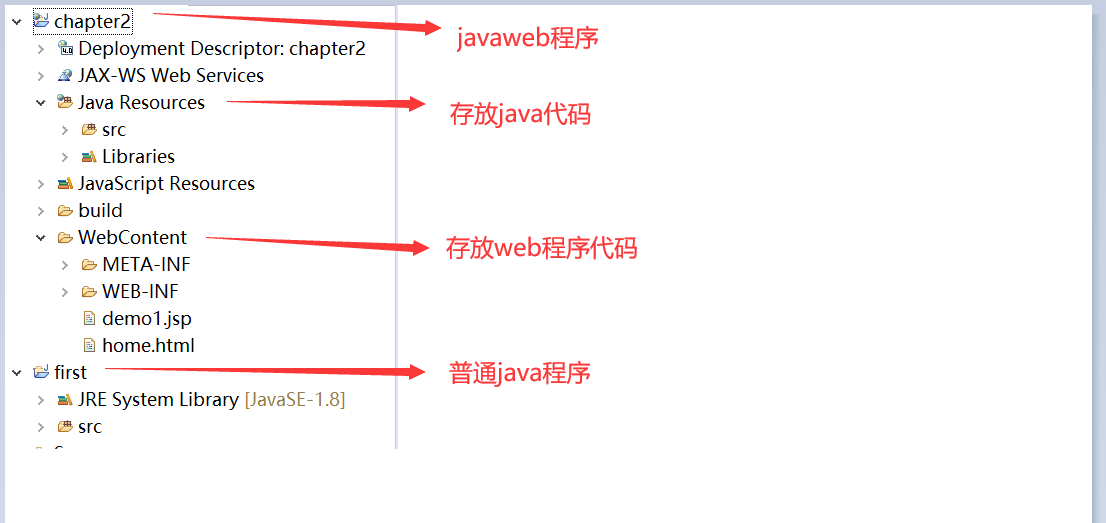 chapter2
javaweb程序
Deployment Descriptor: chapter2
JAX-WS Web Services
Java Resources
存放java代码
src
Libraries
JavaScript Resources
build
WebContent
存放web程序代码
META-INF
WEB-INF
demo1.jsp
home.html
first
普通java程序
JRE System Library [JavaSE-1.8]
src